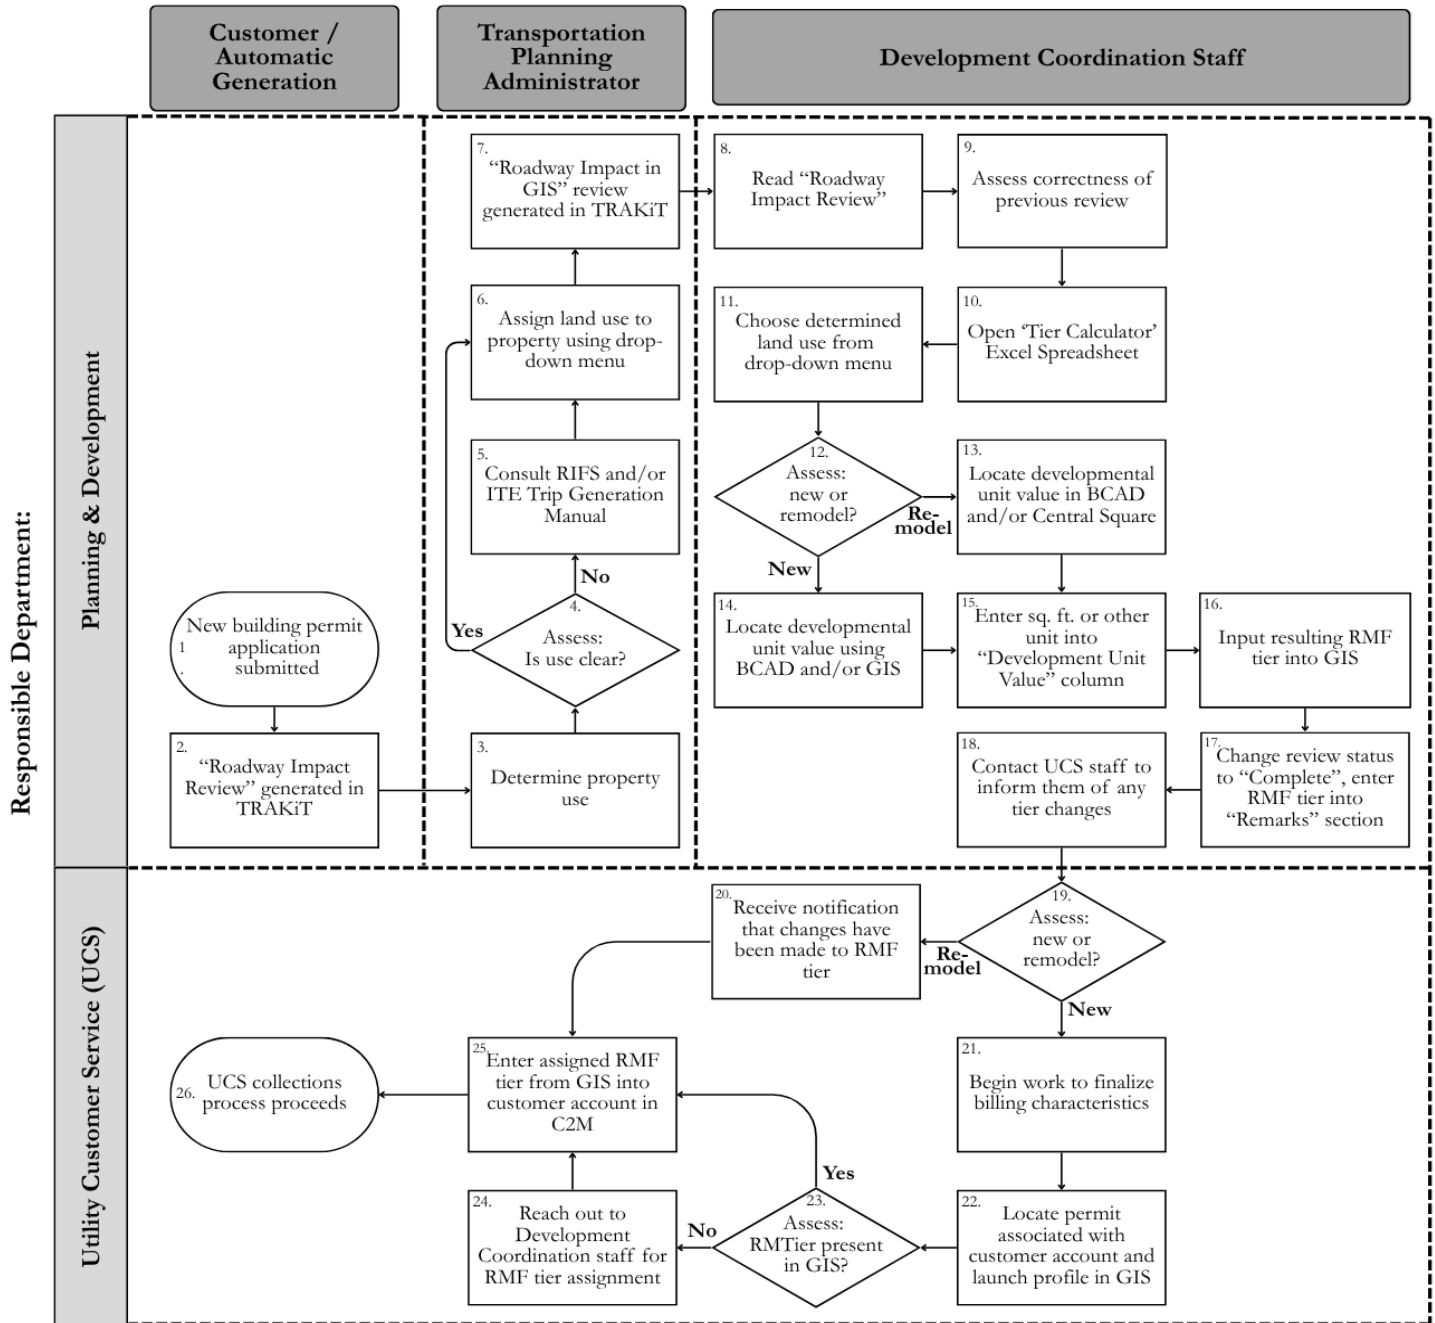 Customer /
Automatic
Generation
Transportation
Planning
Administrator
Development Coordination Staff
Responsible Department:
Planning & Development
Utility Customer Service (UCS)
7.
“Roadway Impact in
GIS” review
generated in TRAKiT
8.
Read “Roadway
Impact Review”
9.
Assess correctness of
previous review
6.
Assign land use to
property using drop-
down menu
11.
Choose determined
land use from
drop-down menu
10.
Open ‘Tier Calculator’
Excel Spreadsheet
5.
Consult RIFS and/or
ITE Trip Generation
Manual
12.
Assess:
new or
remodel?
Re-
model
New
13.
Locate developmental
unit value in BCAD
and/or Central Square
No
Yes
4.
Assess:
Is use clear?
New building permit
1
application
.
submitted
14.
Locate developmental
unit value using
BCAD and/or GIS
15.
Enter sq. ft. or other
unit into
“Development Unit
Value” column
16.
Input resulting RMF
tier into GIS
2.
“Roadway Impact
Review” generated in
TRAKiT
3.
Determine property
use
18.
Contact UCS staff to
inform them of any
tier changes
17.
Change review status
to “Complete”, enter
RMF tier into
“Remarks” section
20.
Receive notification
that changes have
been made to RMF
tier
19.
Assess:
new or
remodel?
Re-
model
New
26.
UCS collections
process proceeds
25.
Enter assigned RMF
tier from GIS into
customer account in
C2M
21.
Begin work to finalize
billing characteristics
Yes
24.
Reach out to
Development
Coordination staff for
RMF tier assignment
No
23.
Assess:
RMTier present
in GIS?
22.
Locate permit
associated with
customer account and
launch profile in GIS